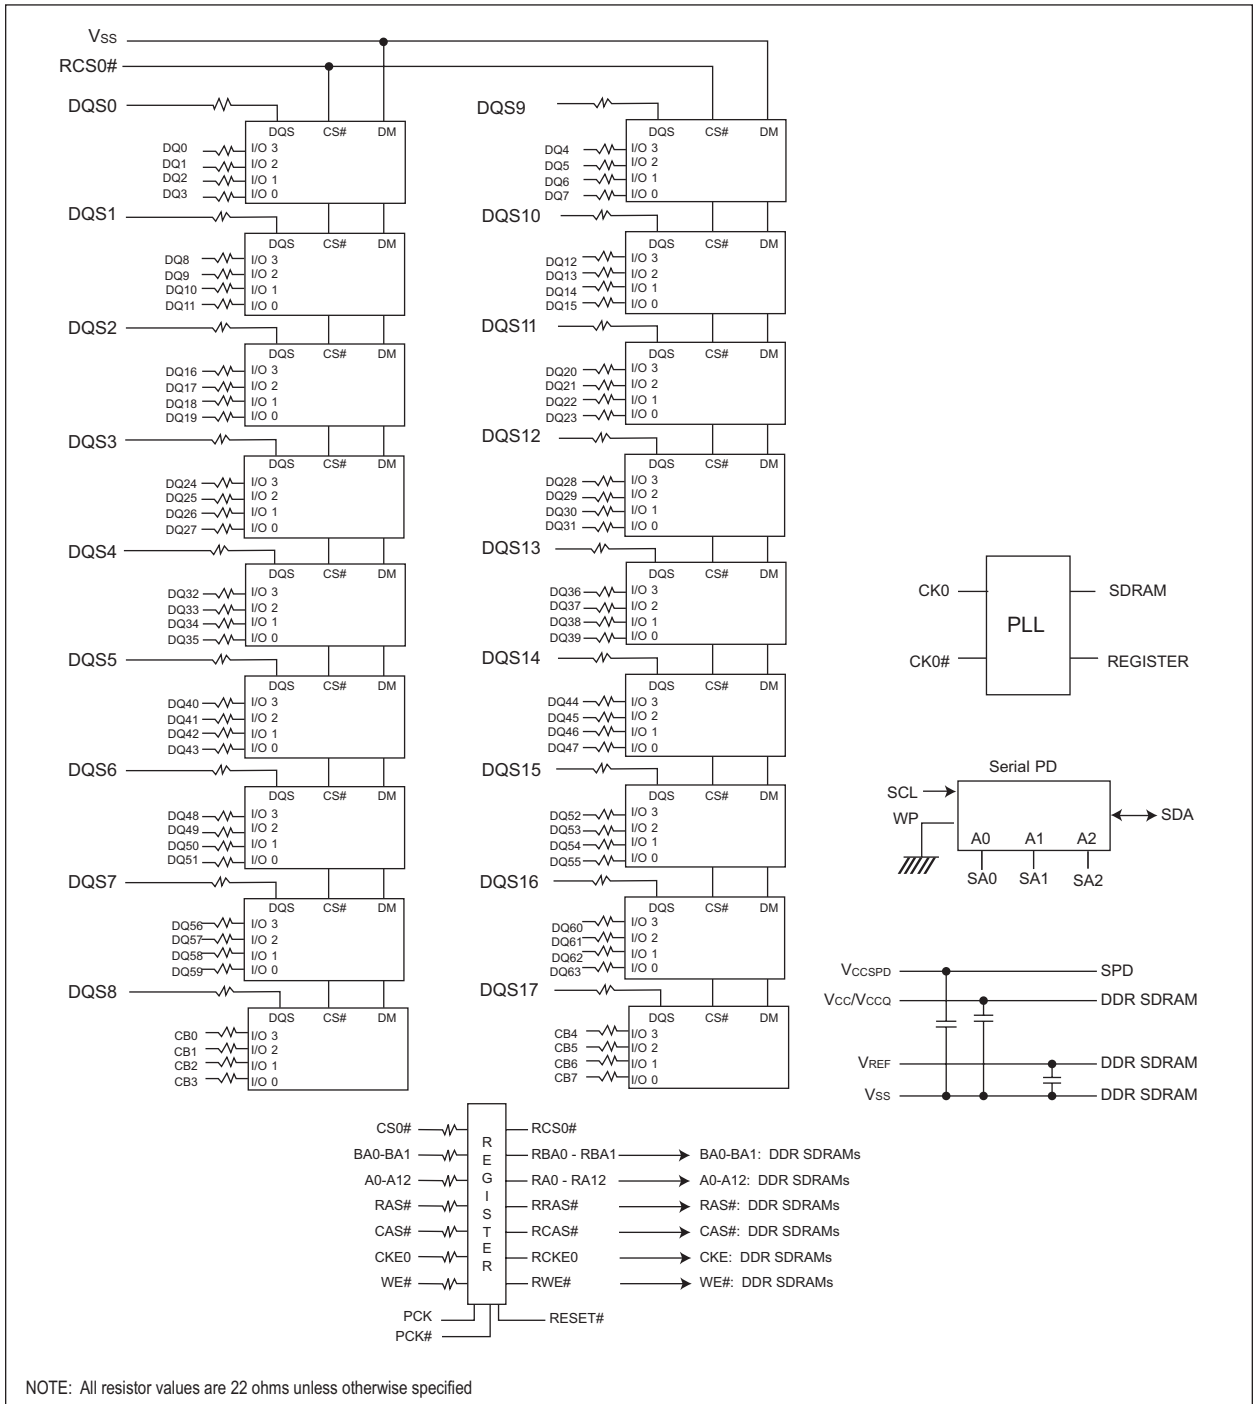 VSS
RCS0#
DQS0
DQS CS# DM
DQ0 I/O 3
DQ1 I/O 2
DQ2 I/O 1
DQ3 I/O 0
DQS1
DQS CS# DM
DQ8 I/O 3
DQ9 I/O 2
DQ10 I/O 1
DQ11 I/O 0
DQS2
DQS CS# DM
DQ16 I/O 3
DQ17 I/O 2
DQ18 I/O 1
DQ19 I/O 0
DQS3
DQS CS# DM
DQ24 I/O 3
DQ25 I/O 2
DQ26 I/O 1
DQ27 I/O 0
DQS4
DQS CS# DM
DQ32 I/O 3
DQ33 I/O 2
DQ34 I/O 1
DQ35 I/O 0
DQS5
DQS CS# DM
DQ40 I/O 3
DQ41 I/O 2
DQ42 I/O 1
DQ43 I/O 0
DQS6
DQS CS# DM
DQ48 I/O 3
DQ49 I/O 2
DQ50 I/O 1
DQ51 I/O 0
DQS7
DQS CS# DM
DQ56 I/O 3
DQ57 I/O 2
DQ58 I/O 1
DQ59 I/O 0
DQS8
DQS CS# DM
CB0 I/O 3
CB1 I/O 2
CB2 I/O 1
CB3 I/O 0
DQS9
DQS CS# DM
DQ4 I/O 3
DQ5 I/O 2
DQ6 I/O 1
DQ7 I/O 0
DQS10
DQS CS# DM
DQ12 I/O 3
DQ13 I/O 2
DQ14 I/O 1
DQ15 I/O 0
DQS11
DQS CS# DM
DQ20 I/O 3
DQ21 I/O 2
DQ22 I/O 1
DQ23 I/O 0
DQS12
DQS CS# DM
DQ28 I/O 3
DQ29 I/O 2
DQ30 I/O 1
DQ31 I/O 0
DQS13
DQS CS# DM
DQ36 I/O 3
DQ37 I/O 2
DQ38 I/O 1
DQ39 I/O 0
DQS14
DQS CS# DM
DQ44 I/O 3
DQ45 I/O 2
DQ46 I/O 1
DQ47 I/O 0
DQS15
DQS CS# DM
DQ52 I/O 3
DQ53 I/O 2
DQ54 I/O 1
DQ55 I/O 0
DQS16
DQS CS# DM
DQ60 I/O 3
DQ61 I/O 2
DQ62 I/O 1
DQ63 I/O 0
DQS17
DQS CS# DM
CB4 I/O 3
CB5 I/O 2
CB6 I/O 1
CB7 I/O 0
CK0 SDRAM
PLL
CK0# REGISTER
Serial PD
SCL
WP SDA
A0 A1 A2
SA0 SA1 SA2
VCCSPD SPD
VCC/VCCQ DDR SDRAM
VREF DDR SDRAM
VSS DDR SDRAM
REGISTER
CS0# RCS0#
BA0-BA1 RBA0 - RBA1 BA0-BA1: DDR SDRAMs
A0-A12 RA0 - RA12 A0-A12: DDR SDRAMs
RAS# RRAS# RAS#: DDR SDRAMs
CAS# RCAS# CAS#: DDR SDRAMs
CKE0 RCKE0 CKE: DDR SDRAMs
WE# RWE# WE#: DDR SDRAMs
PCK RESET#
PCK#
NOTE: All resistor values are 22 ohms unless otherwise specified